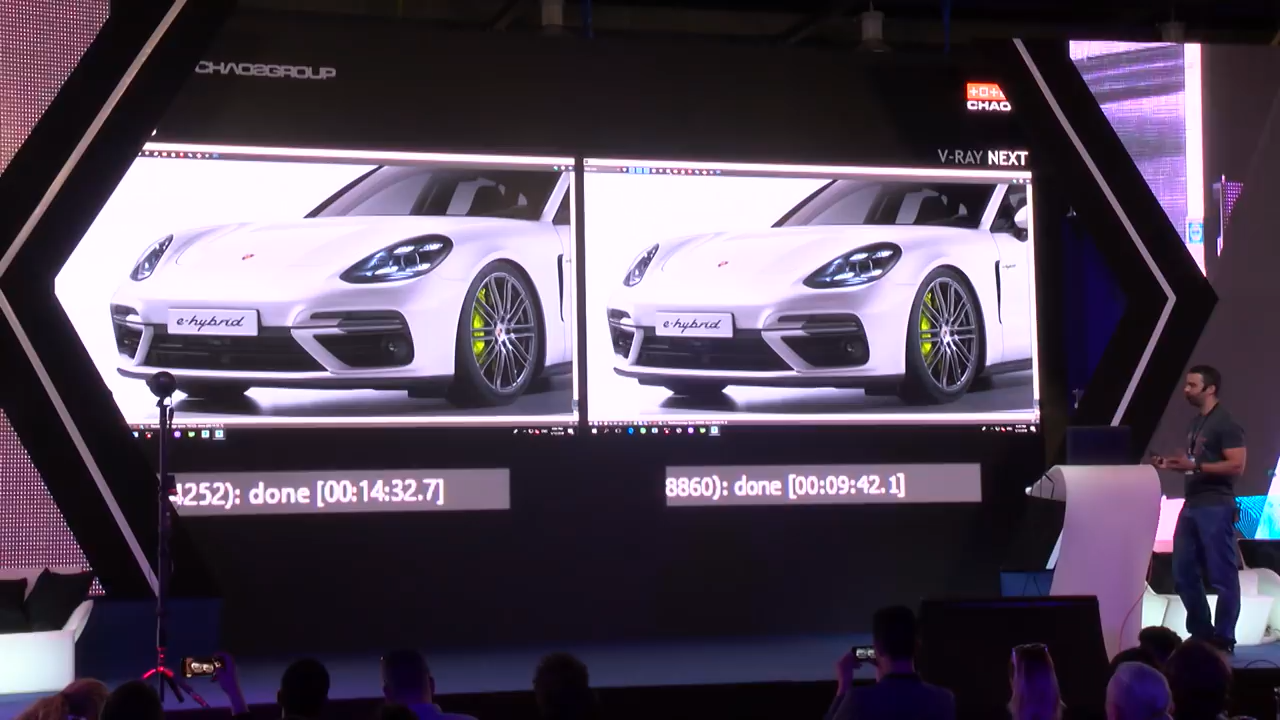 CHAOSGROUP
CHAO
V-RAY NEXT
e-hybrid
e-hybrid
4252): done [00:14:32.7]
8860): done [00:09:42.1]